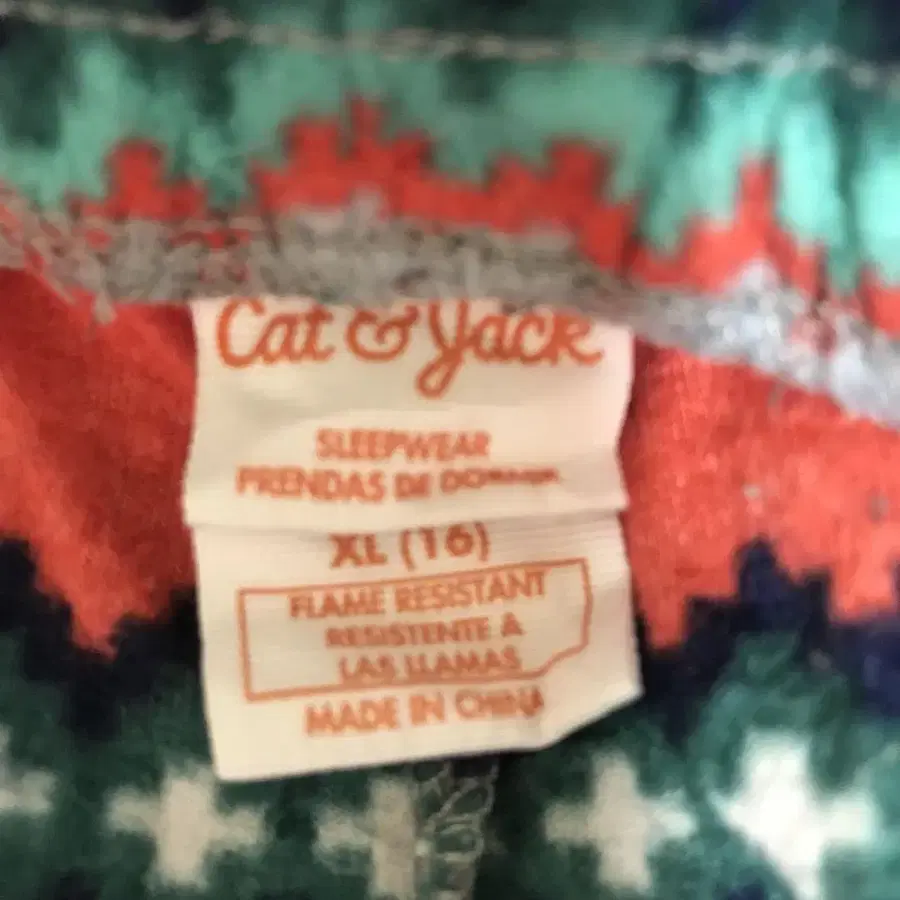 Cat & Jack
SLEEPWEAR
PRENDAS DE DORMIR
XL (16)
FLAME RESISTANT
RESISTENTE A
LAS LLAMAS
MADE IN CHINA